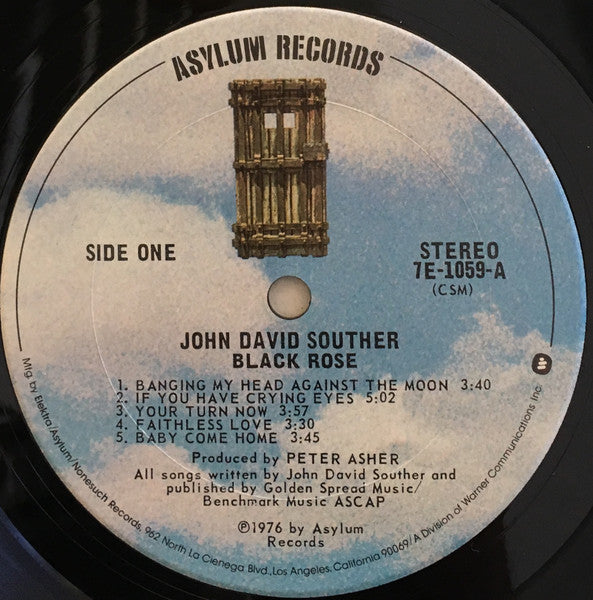 ASYLUM RECORDS
SIDE ONE
STEREO
7E-1059-A
(CSM)
JOHN DAVID SOUTHER
BLACK ROSE
1. BANGING MY HEAD AGAINST THE MOON 3:40
2. IF YOU HAVE CRYING EYES 5:02
3. YOUR TURN NOW 3:57
4. FAITHLESS LOVE 3:30
5. BABY COME HOME 3:45
Produced by PETER ASHER
All songs written by John David Souther and
published by Golden Spread Music/
Benchmark Music ASCAP
℗1976 by Asylum
Records
Mfg. by Elektra/Asylum/Nonesuch Records, 962 North La Cienega Blvd., Los Angeles, California 90069/A Division of Warner Communications Inc.